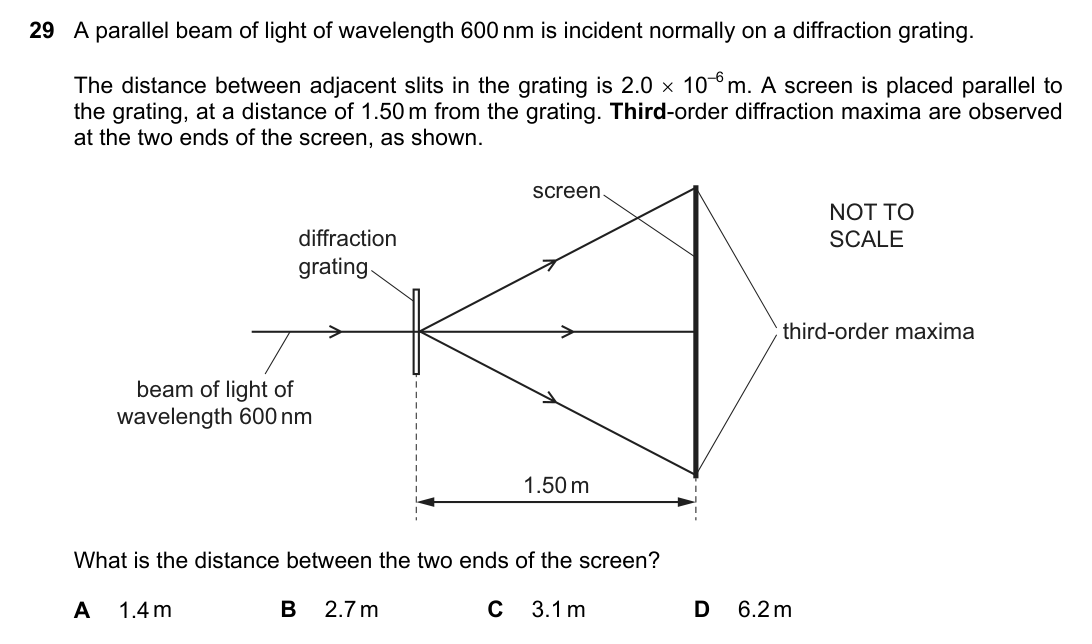 29 A parallel beam of light of wavelength 600 nm is incident normally on a diffraction grating.
The distance between adjacent slits in the grating is 2.0 × 10⁻⁶ m. A screen is placed parallel to
the grating, at a distance of 1.50 m from the grating. Third-order diffraction maxima are observed
at the two ends of the screen, as shown.
screen
NOT TO
SCALE
diffraction
grating
third-order maxima
beam of light of
wavelength 600 nm
1.50 m
What is the distance between the two ends of the screen?
A 1.4 m B 2.7 m C 3.1 m D 6.2 m